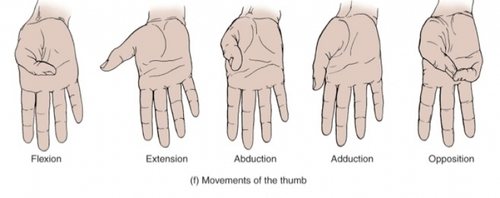 Flexion Extension Abduction Adduction Opposition
(f) Movements of the thumb